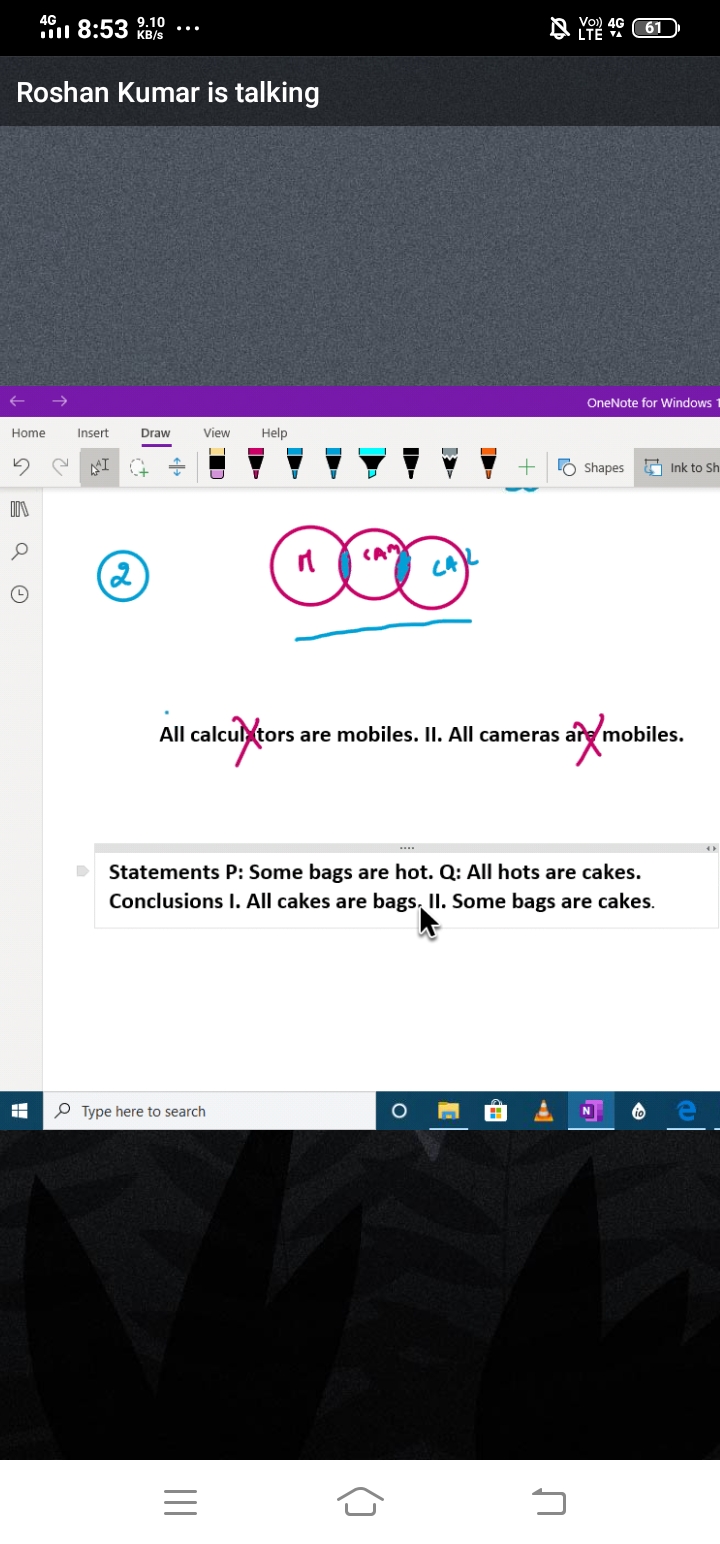 4G 8:53 9.10 KB/s ... Vo)) LTE 4G 61
Roshan Kumar is talking
OneNote for Windows 1
Home Insert Draw View Help
Shapes Ink to Sh
2 M CAM CAL
All calculators are mobiles. II. All cameras are mobiles.
Statements P: Some bags are hot. Q: All hots are cakes.
Conclusions I. All cakes are bags. II. Some bags are cakes.
Type here to search